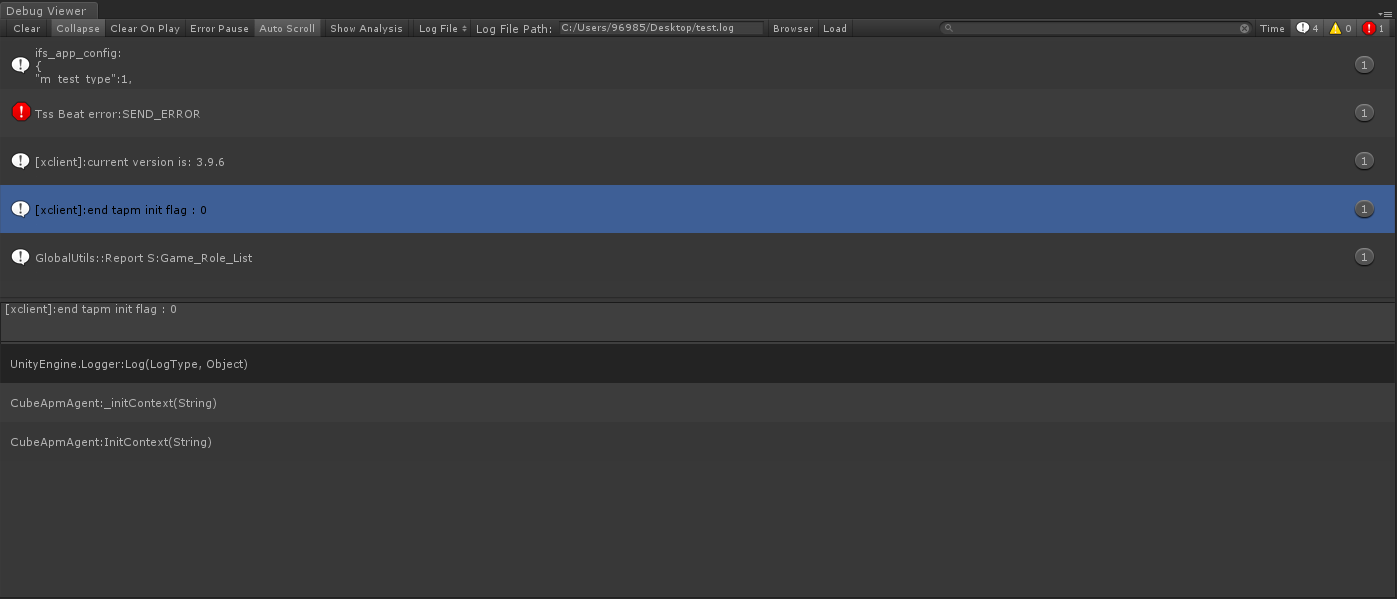 Debug Viewer
Clear Collapse Clear On Play Error Pause Auto Scroll Show Analysis Log File Log File Path: C:/Users/96985/Desktop/test.log Browser Load Time 4 0 1
ifs_app_config:
{
"m_test_type":1,
1
Tss Beat error:SEND_ERROR 1
[xclient]:current version is: 3.9.6 1
[xclient]:end tapm init flag : 0 1
GlobalUtils::Report S:Game_Role_List 1
[xclient]:end tapm init flag : 0
UnityEngine.Logger:Log(LogType, Object)
CubeApmAgent:_initContext(String)
CubeApmAgent:InitContext(String)